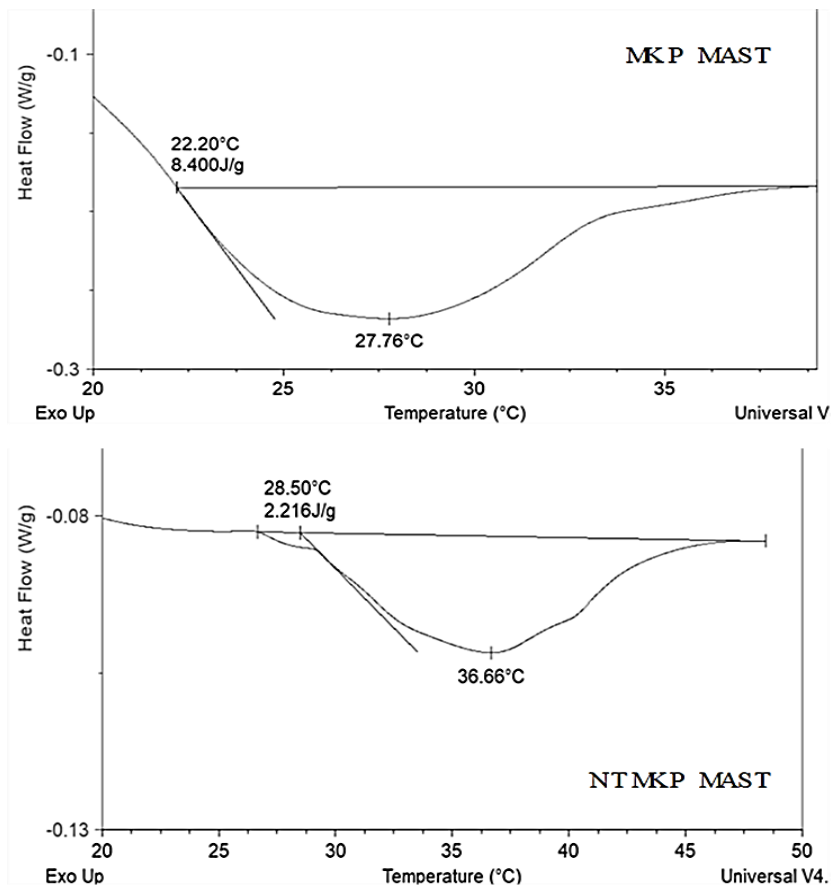 MKP MAST
-0.1
Heat Flow (W/g)
22.20°C
8.400J/g
27.76°C
-0.3
20 25 30 35
Exo Up Temperature (°C) Universal V
28.50°C
2.216J/g
-0.08
Heat Flow (W/g)
36.66°C
NTMKP MAST
-0.13
20 25 30 35 40 45 50
Exo Up Temperature (°C) Universal V4.